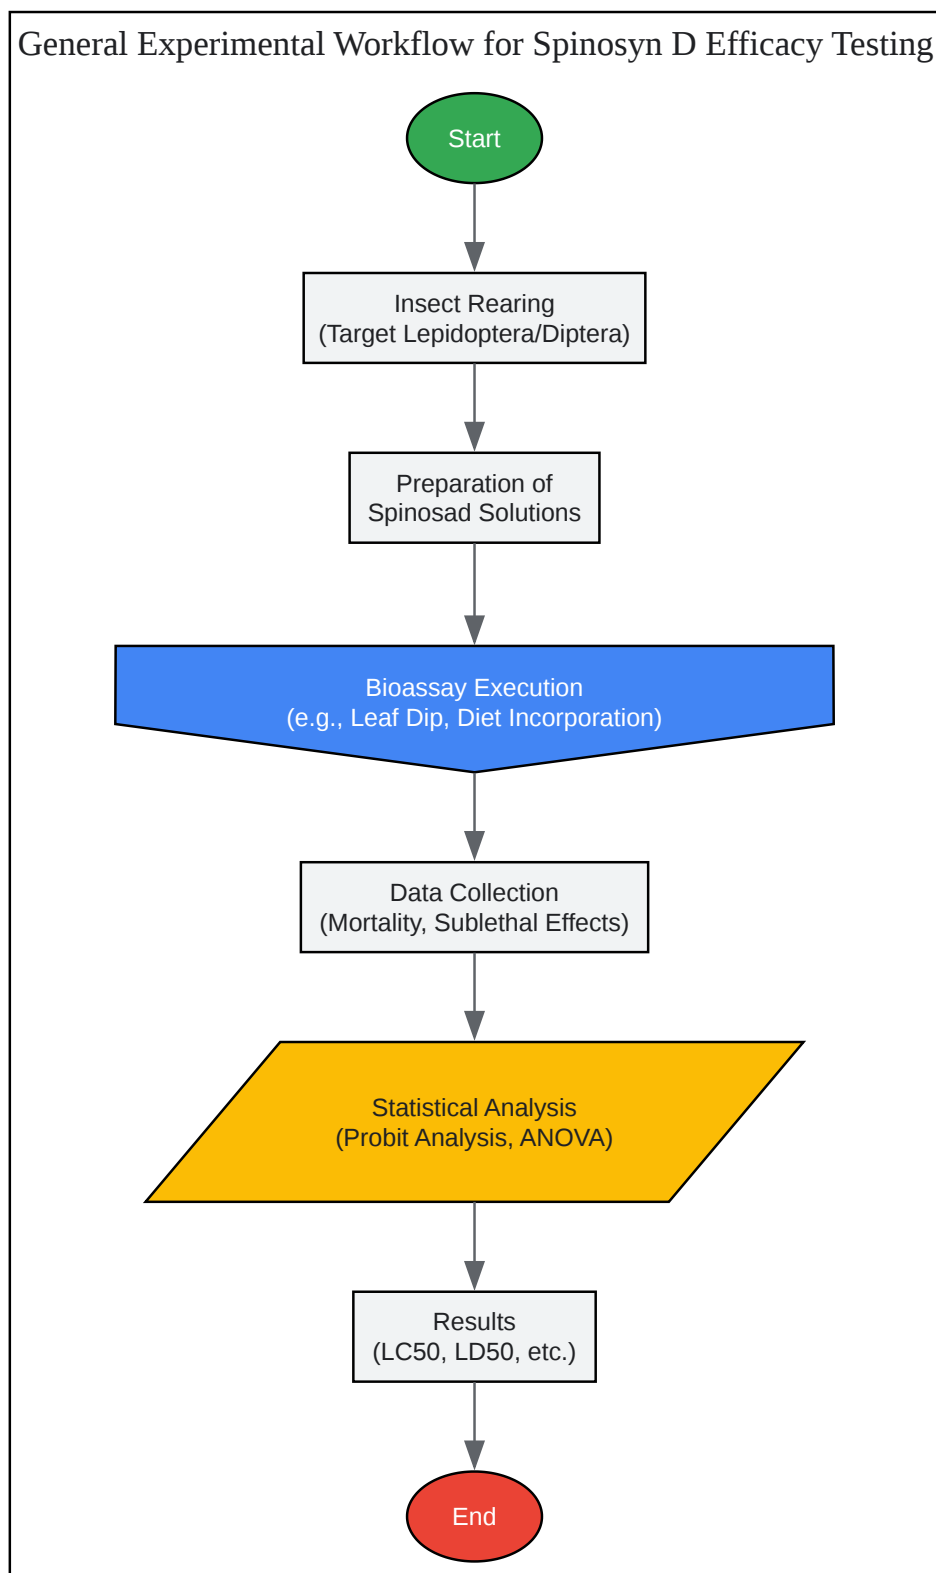 General Experimental Workflow for Spinosyn D Efficacy Testing
Start
Insect Rearing
(Target Lepidoptera/Diptera)
Preparation of
Spinosad Solutions
Bioassay Execution
(e.g., Leaf Dip, Diet Incorporation)
Data Collection
(Mortality, Sublethal Effects)
Statistical Analysis
(Probit Analysis, ANOVA)
Results
(LC50, LD50, etc.)
End